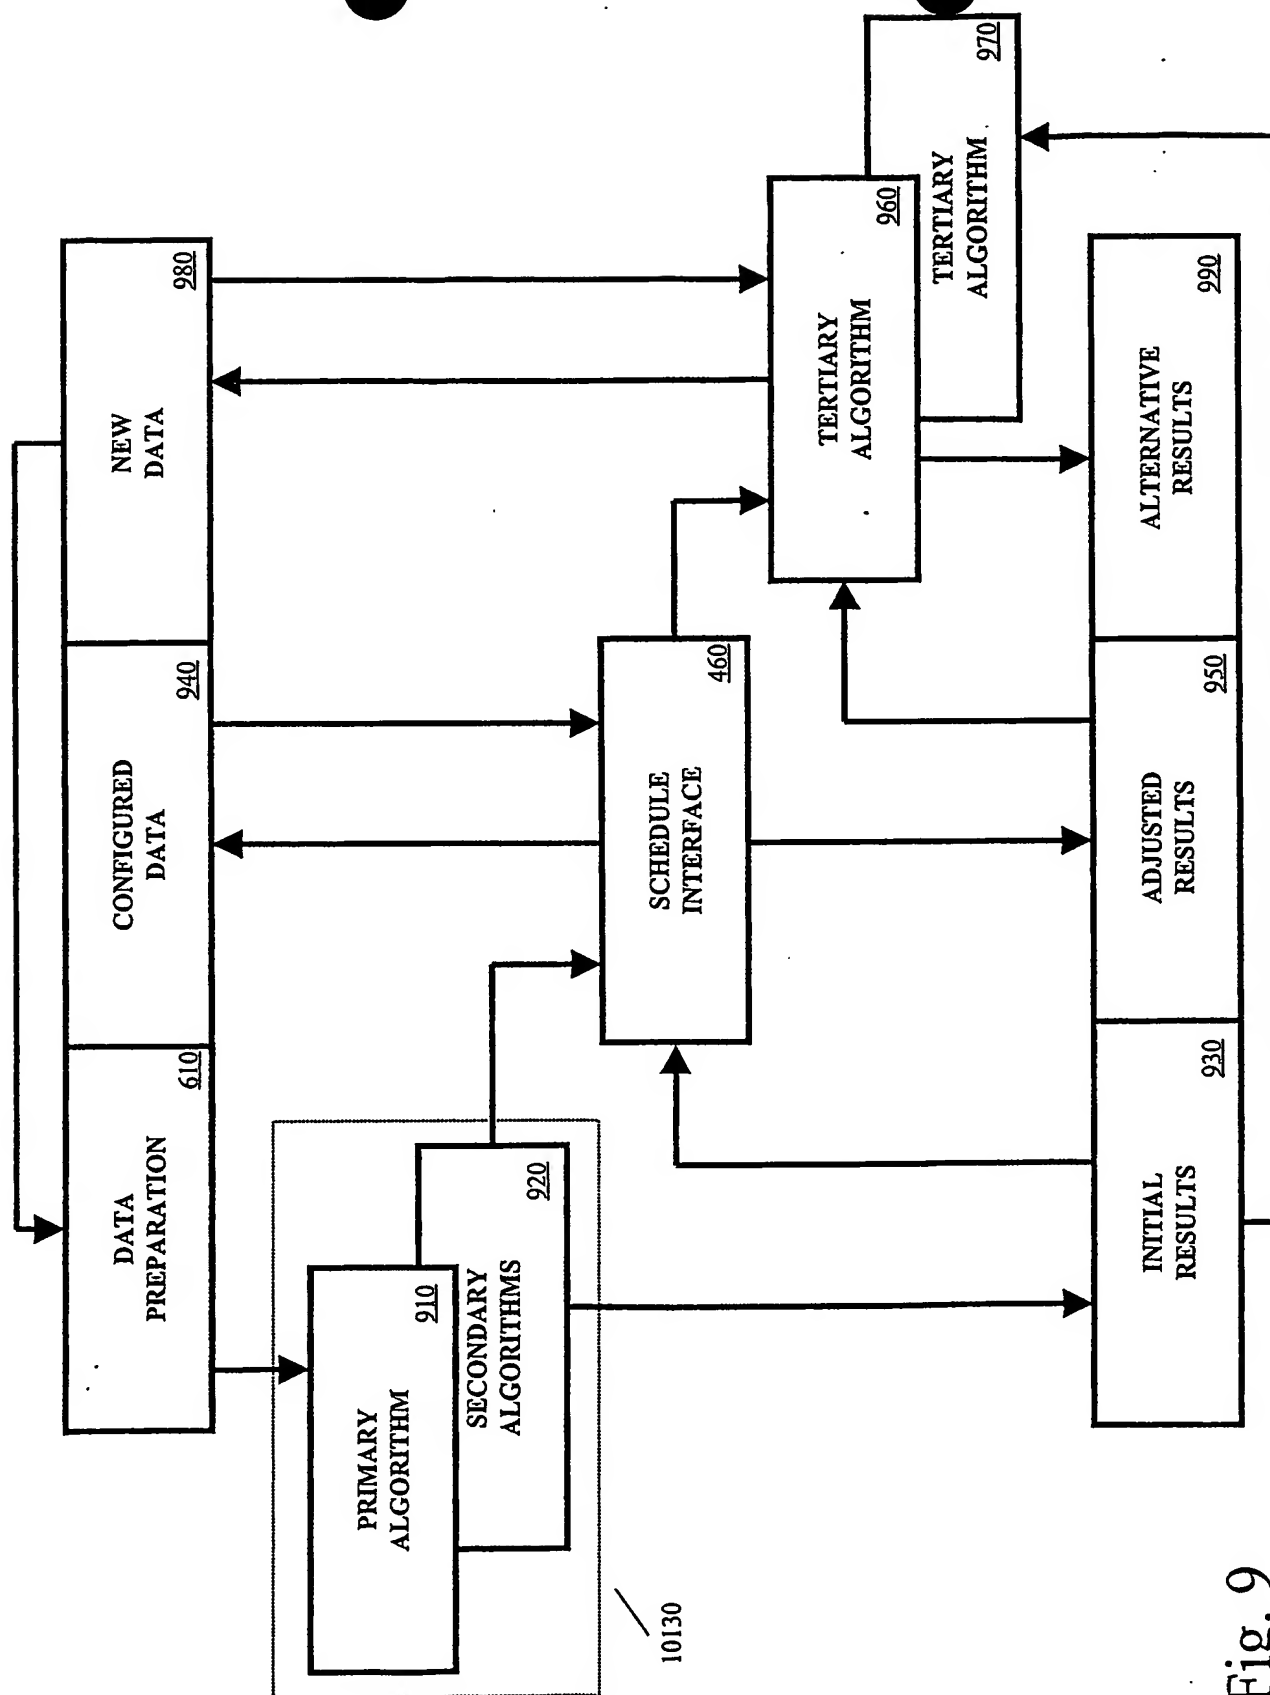 DATA
PREPARATION
610
CONFIGURED
DATA
940
NEW
DATA
980
PRIMARY
ALGORITHM
910
SECONDARY
ALGORITHMS
920
10130
SCHEDULE
INTERFACE
460
TERTIARY
ALGORITHM
960
TERTIARY
ALGORITHM
970
INITIAL
RESULTS
930
ADJUSTED
RESULTS
950
ALTERNATIVE
RESULTS
990
Fig. 9